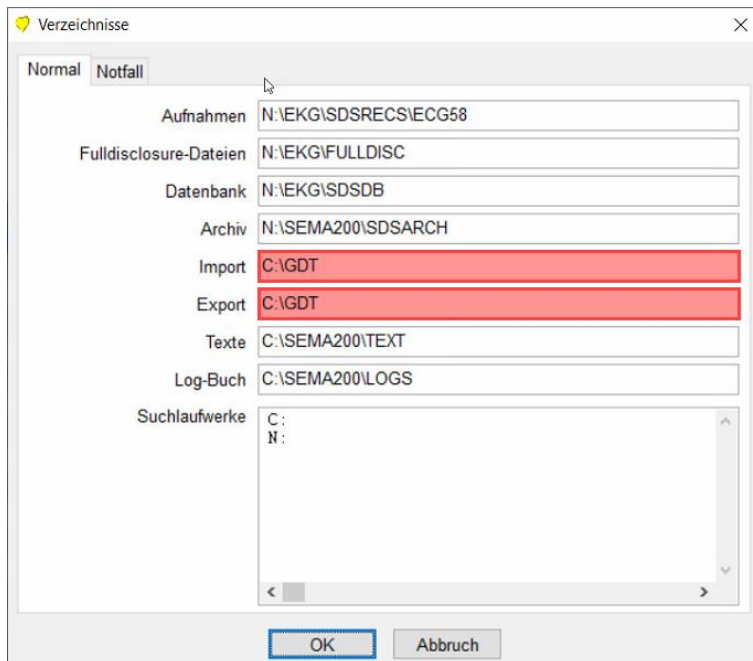 Verzeichnisse
Normal Notfall
Aufnahmen N:\EKG\SDSRECS\ECG58
Fulldisclosure-Dateien N:\EKG\FULLDISC
Datenbank N:\EKG\SDSDB
Archiv N:\SEMA200\SDSARCH
Import C:\GDT
Export C:\GDT
Texte C:\SEMA200\TEXT
Log-Buch C:\SEMA200\LOGS
Suchlaufwerke C:
N:
OK Abbruch